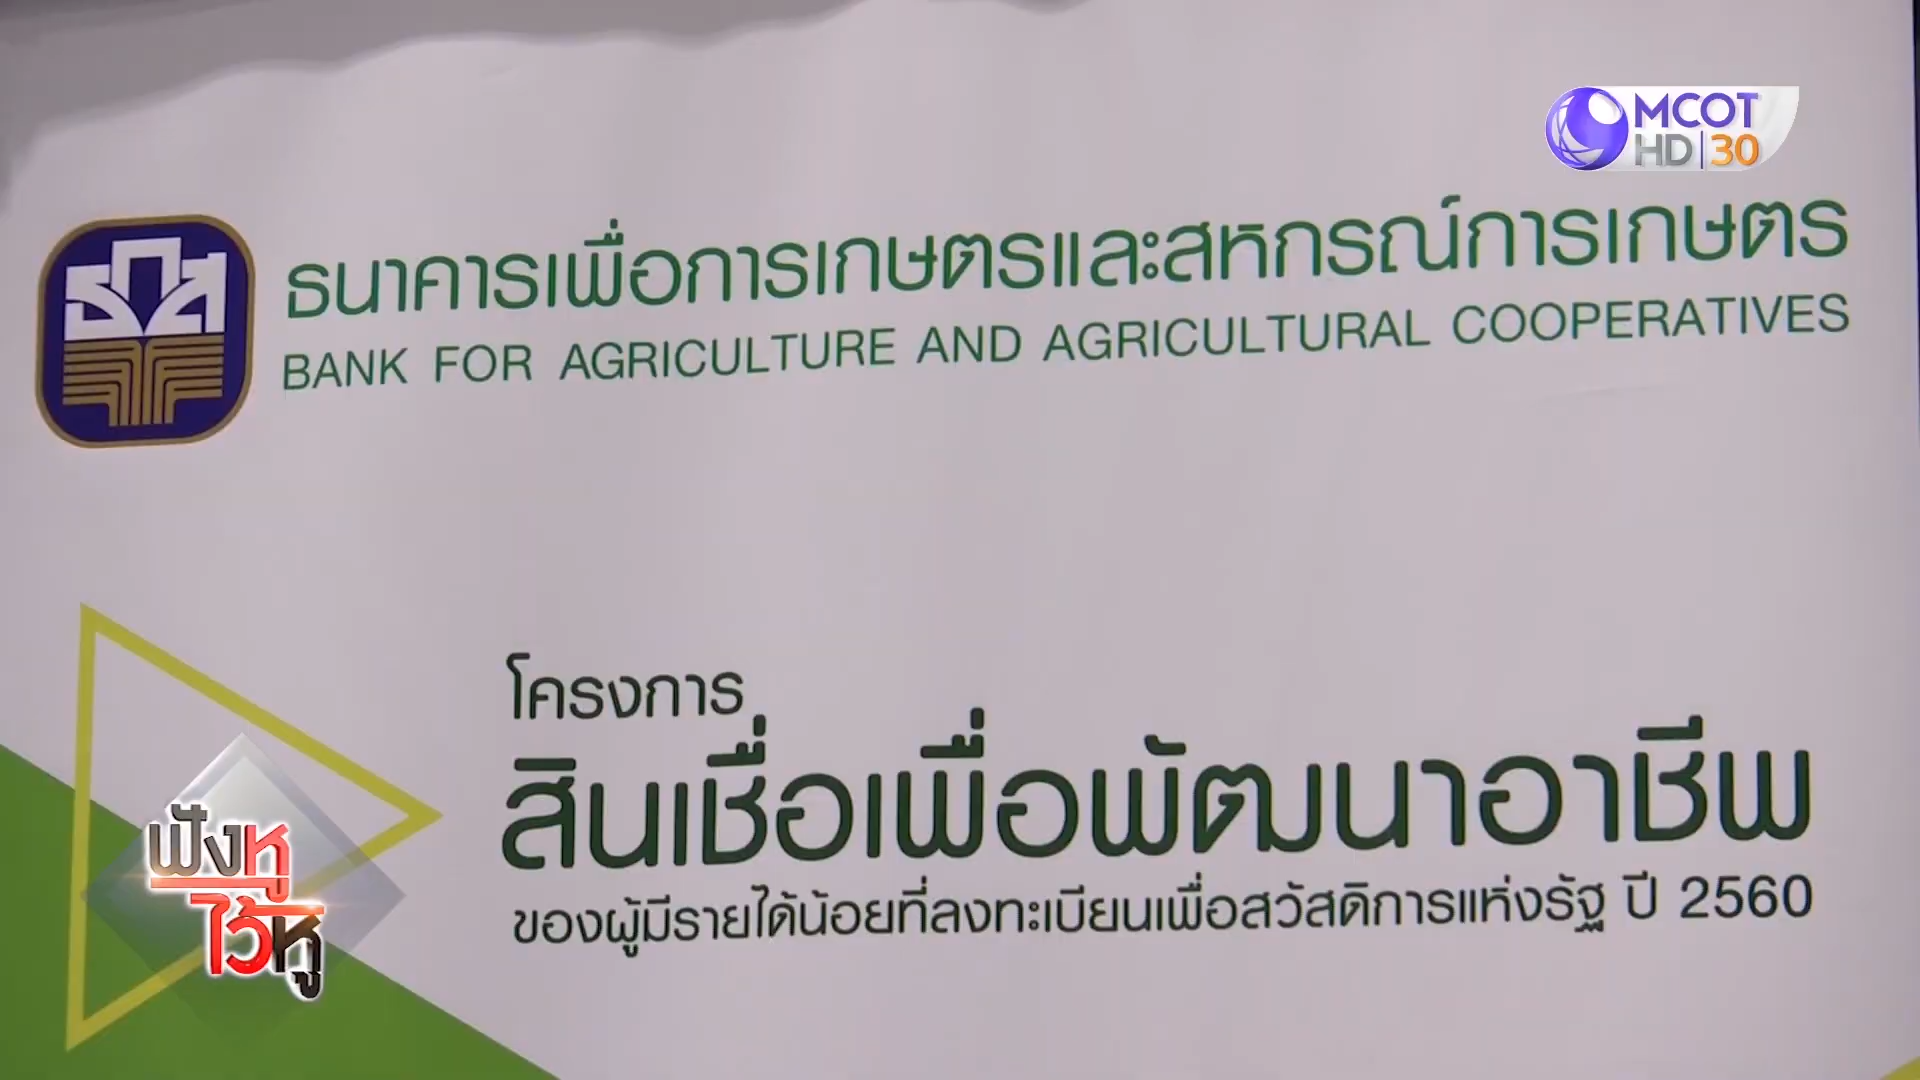 MCOT
HD 30
ธกส
ธนาคารเพื่อการเกษตรและสหกรณ์การเกษตร
BANK FOR AGRICULTURE AND AGRICULTURAL COOPERATIVES
โครงการ
สินเชื่อเพื่อพัฒนาอาชีพ
ของผู้มีรายได้น้อยที่ลงทะเบียนเพื่อสวัสดิการแห่งรัฐ ปี 2560
ฟังหู
ไว้หู